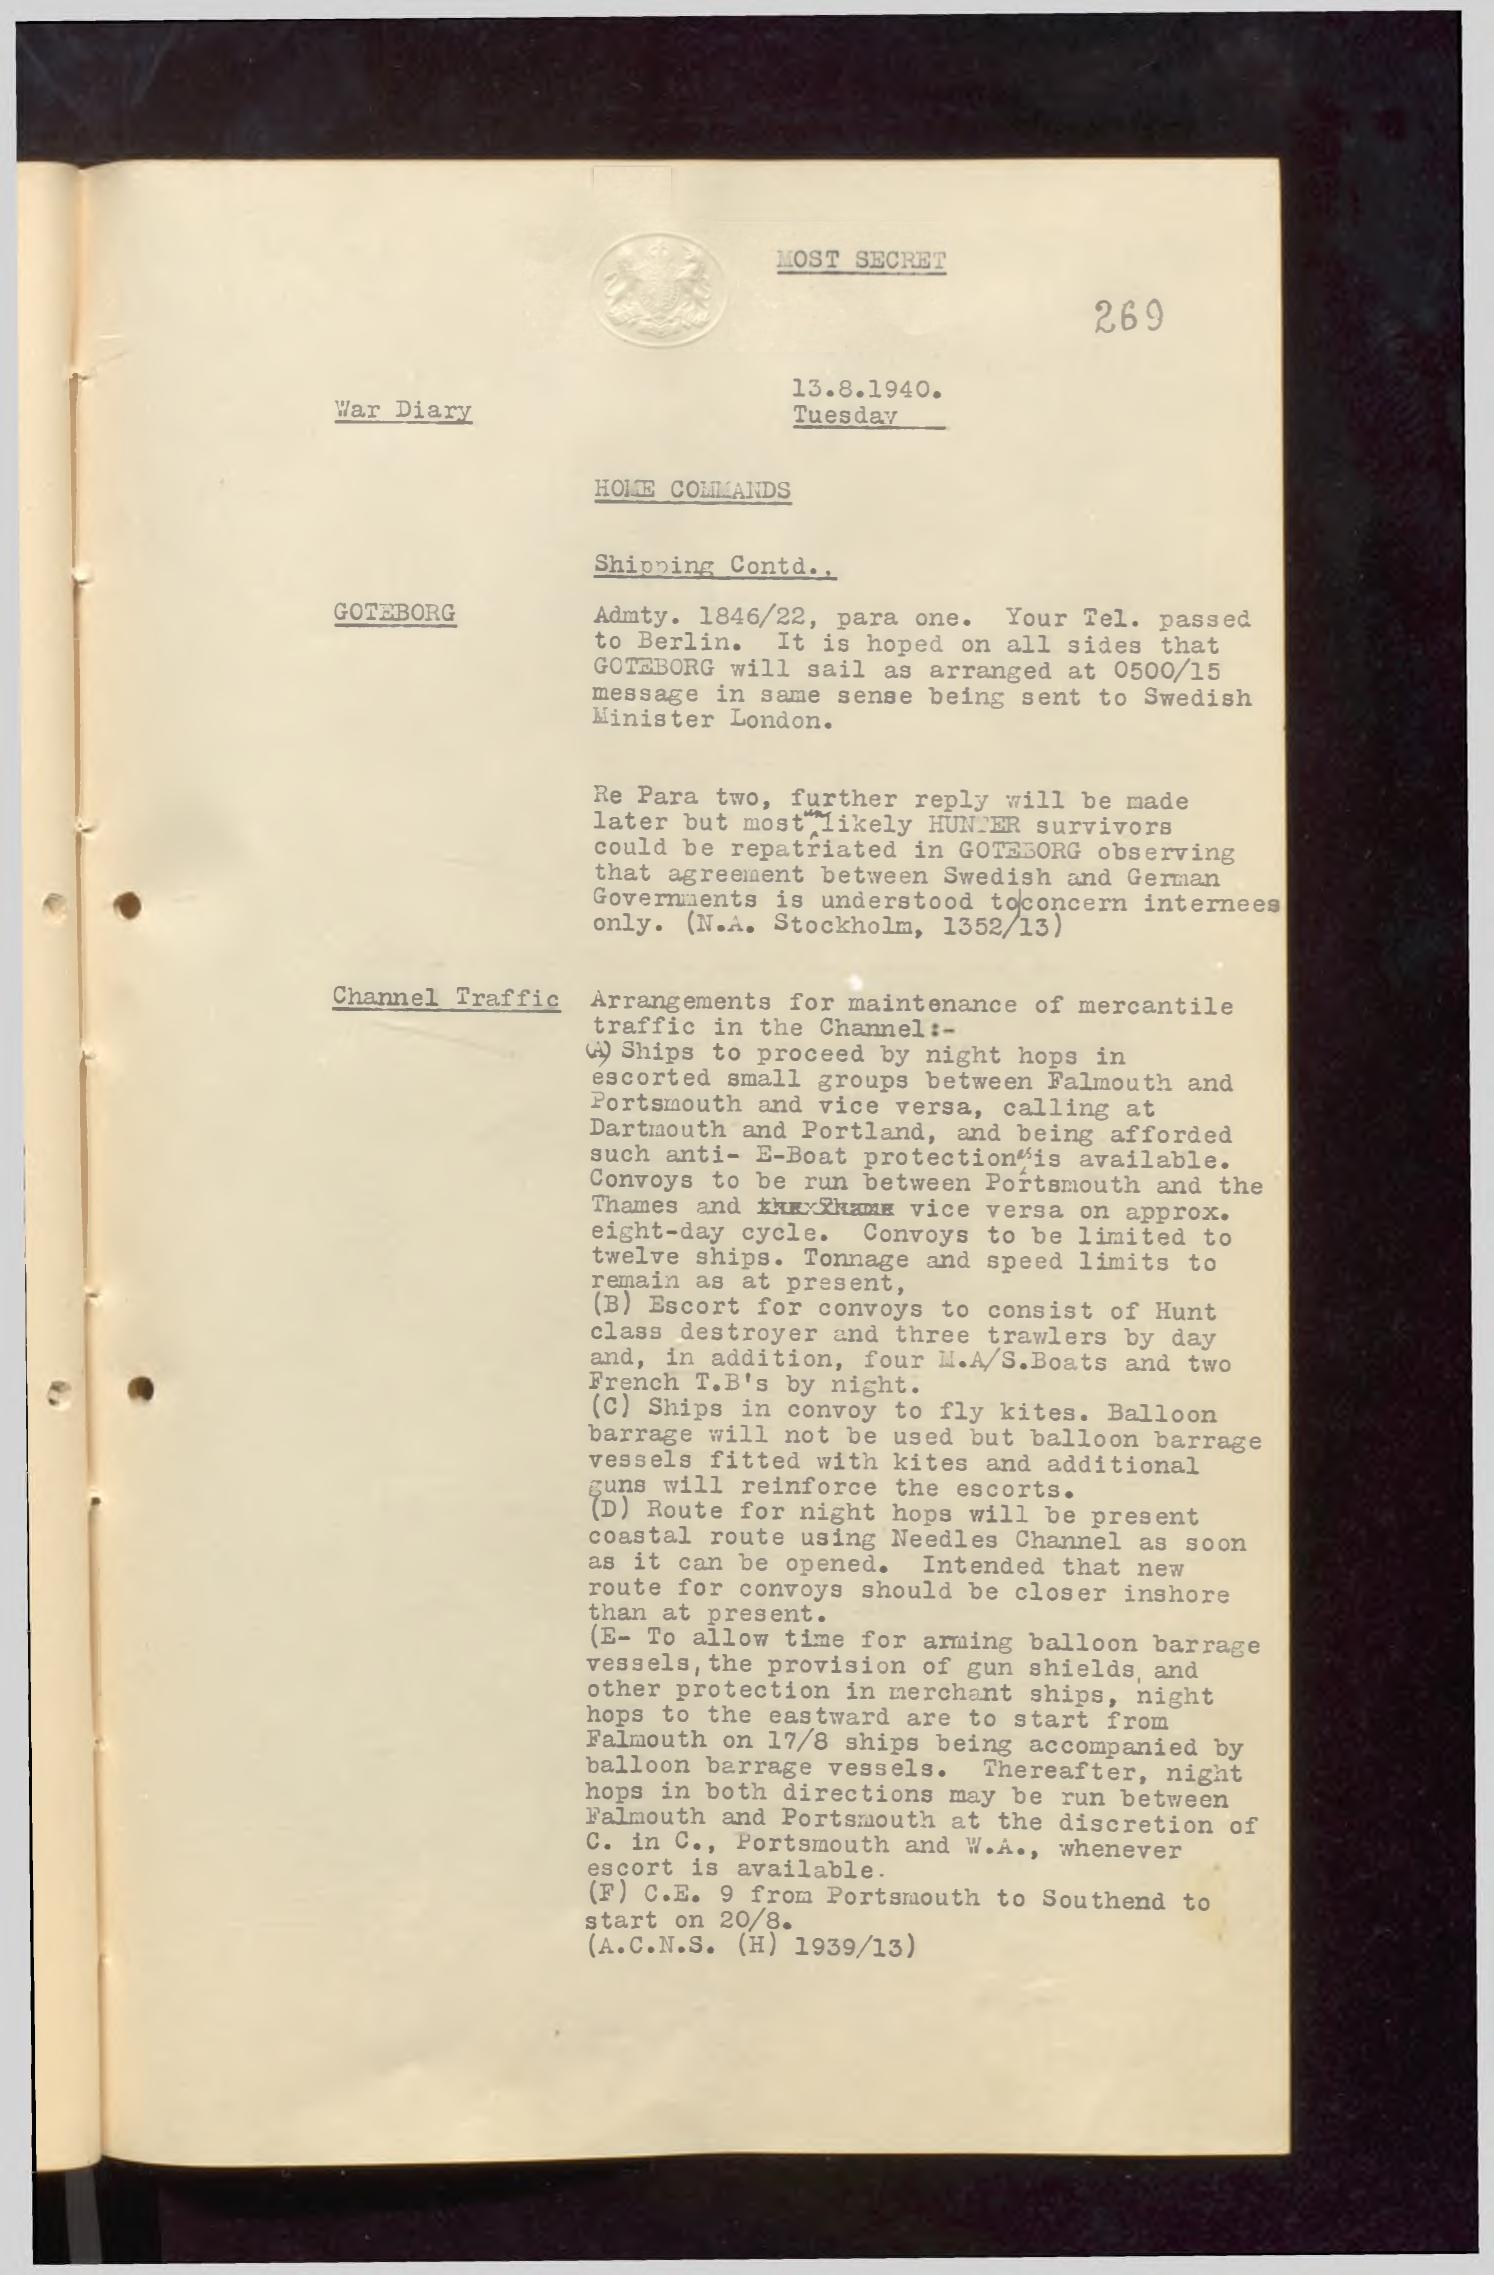 MOST SECRET
269
13.8.1940.
War Diary
Tuesday
HOME COMMANDS
Shipping Contd.,
GOTEBORG
Admty. 1846/22, para one. Your Tel. passed
to Berlin. It is hoped on all sides that
GOTEBORG will sail as arranged at 0500/15
message in same sense being sent to Swedish
Minister London.
Re Para two, further reply will be made
later but most unlikely HUNTER survivors
could be repatriated in GOTEBORG observing
that agreement between Swedish and German
Governments is understood to concern internees
only. (N.A. Stockholm, 1352/13)
Channel Traffic
Arrangements for maintenance of mercantile
traffic in the Channel:-
(A) Ships to proceed by night hops in
escorted small groups between Falmouth and
Portsmouth and vice versa, calling at
Dartmouth and Portland, and being afforded
such anti- E-Boat protection as is available.
Convoys to be run between Portsmouth and the
Thames and vice versa on approx.
eight-day cycle. Convoys to be limited to
twelve ships. Tonnage and speed limits to
remain as at present,
(B) Escort for convoys to consist of Hunt
class destroyer and three trawlers by day
and, in addition, four M.A/S.Boats and two
French T.B's by night.
(C) Ships in convoy to fly kites. Balloon
barrage will not be used but balloon barrage
vessels fitted with kites and additional
guns will reinforce the escorts.
(D) Route for night hops will be present
coastal route using Needles Channel as soon
as it can be opened. Intended that new
route for convoys should be closer inshore
than at present.
(E- To allow time for arming balloon barrage
vessels, the provision of gun shields, and
other protection in merchant ships, night
hops to the eastward are to start from
Falmouth on 17/8 ships being accompanied by
balloon barrage vessels. Thereafter, night
hops in both directions may be run between
Falmouth and Portsmouth at the discretion of
C. in C., Portsmouth and W.A., whenever
escort is available.
(F) C.E. 9 from Portsmouth to Southend to
start on 20/8.
(A.C.N.S. (H) 1939/13)